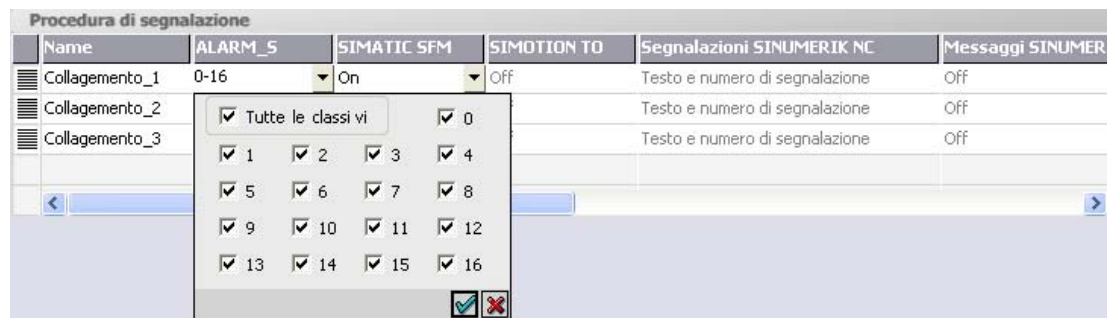 Procedura di segnalazione
Name ALARM_S SIMATIC SFM SIMOTION TO Segnalazioni SINUMERIK NC Messaggi SINUMER
Collagemento_1 0-16 On Off Testo e numero di segnalazione Off
Collagemento_2 Testo e numero di segnalazione Off
Collagemento_3 Testo e numero di segnalazione Off
Tutte le classi vi 0
1 2 3 4
5 6 7 8
9 10 11 12
13 14 15 16